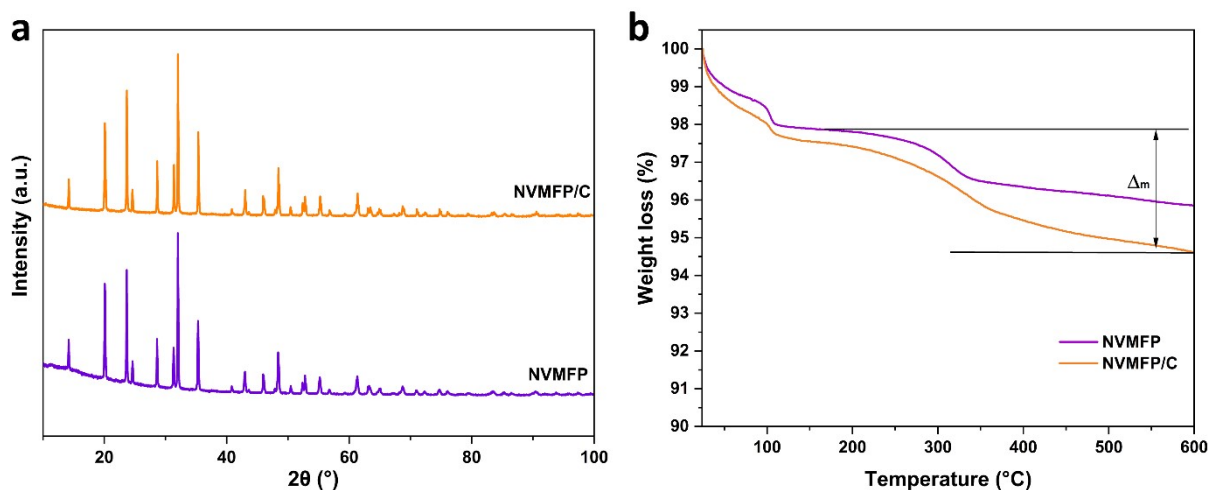 a
Intensity (a.u.)
NVMFP/C
NVMFP
20 40 60 80 100
2θ (°)
b
Weight loss (%)
100
99
98
97
96
95
94
93
92
91
90
Δm
NVMFP
NVMFP/C
100 200 300 400 500 600
Temperature (°C)